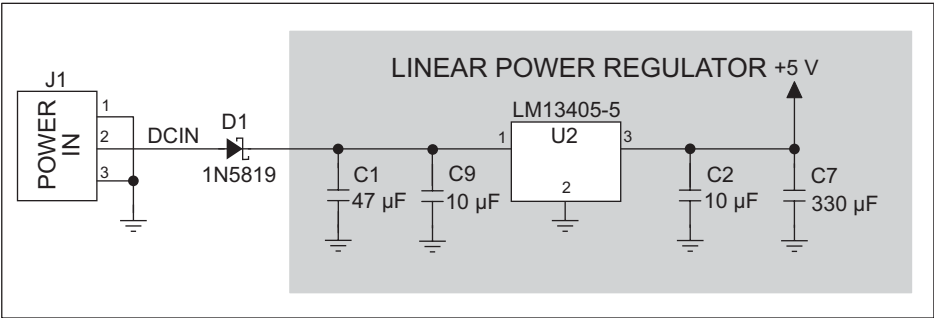 LINEAR POWER REGULATOR +5 V
J1
POWER
IN
1
2
3
DCIN
D1
1N5819
LM13405-5
U2
1
2
3
C1
47 µF
C9
10 µF
C2
10 µF
C7
330 µF